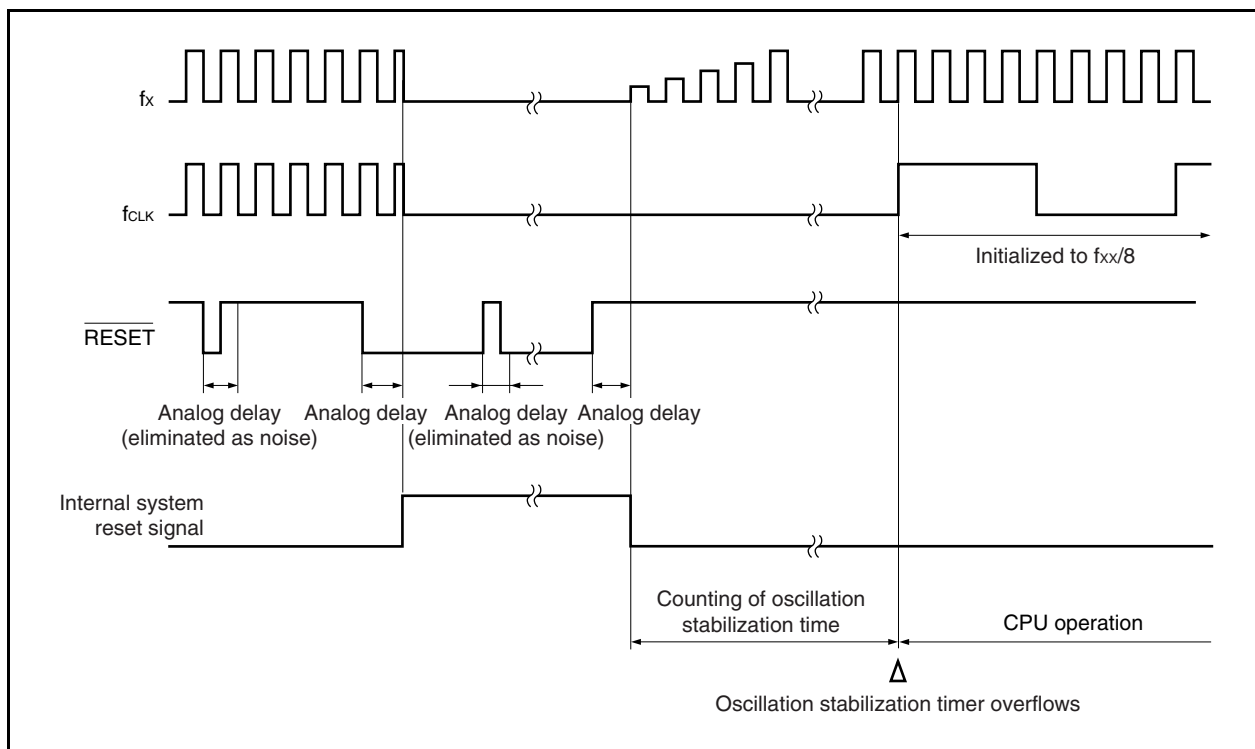 fX
fCLK
Initialized to fXX/8
RESET
Analog delay
(eliminated as noise)
Analog delay
Analog delay
(eliminated as noise)
Analog delay
Internal system
reset signal
Counting of oscillation
stabilization time
CPU operation
Oscillation stabilization timer overflows